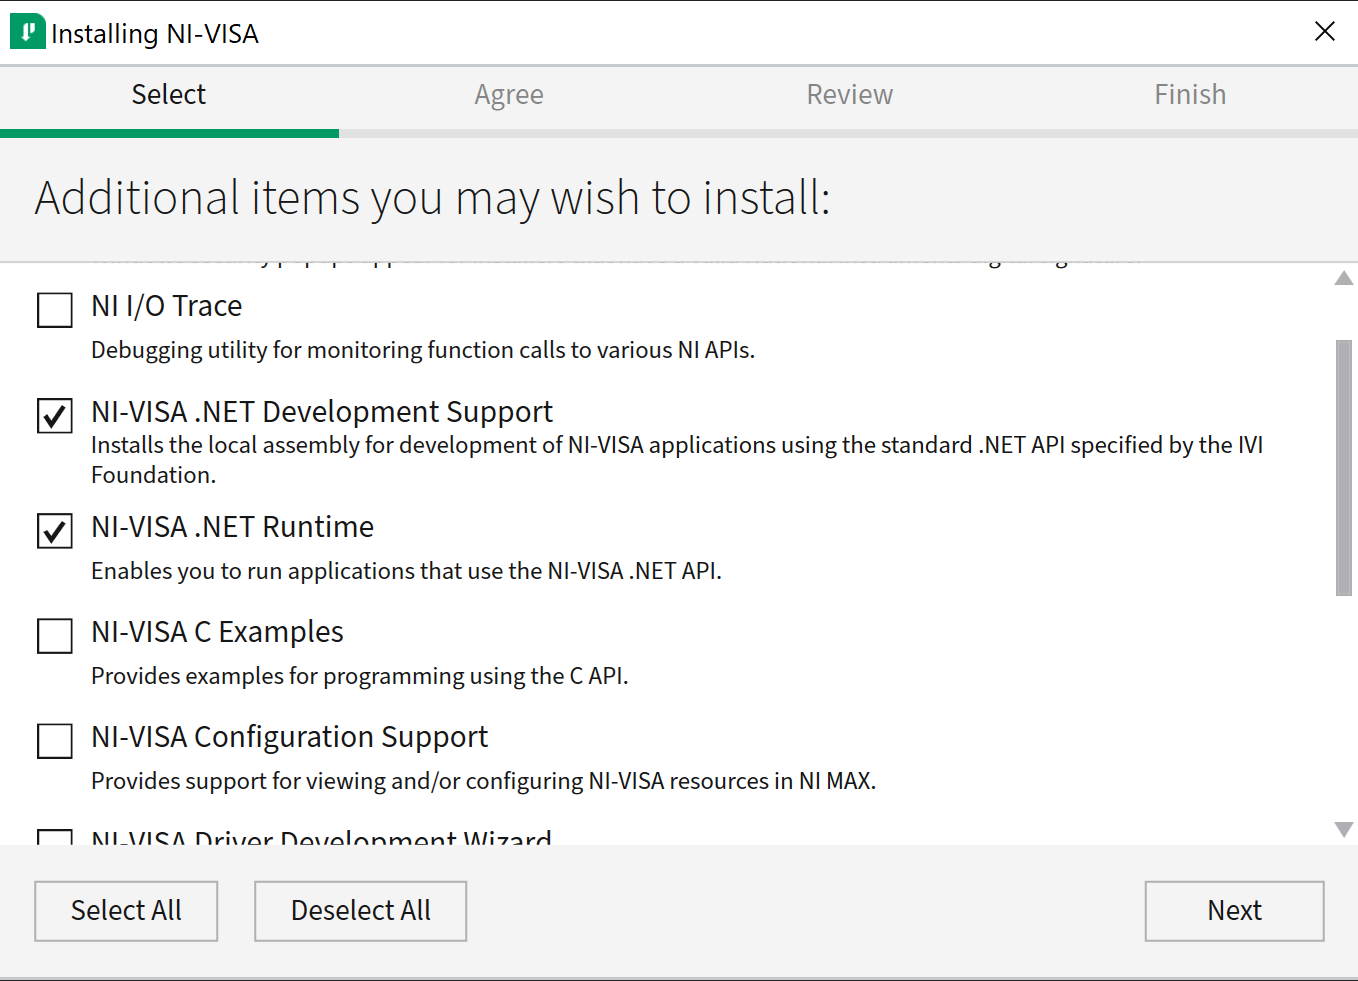 Installing NI-VISA
Select
Agree
Review
Finish
Additional items you may wish to install:
NI I/O Trace
Debugging utility for monitoring function calls to various NI APIs.
NI-VISA .NET Development Support
Installs the local assembly for development of NI-VISA applications using the standard .NET API specified by the IVI
Foundation.
NI-VISA .NET Runtime
Enables you to run applications that use the NI-VISA .NET API.
NI-VISA C Examples
Provides examples for programming using the C API.
NI-VISA Configuration Support
Provides support for viewing and/or configuring NI-VISA resources in NI MAX.
NI-VISA Driver Development Wizard
Select All
Deselect All
Next